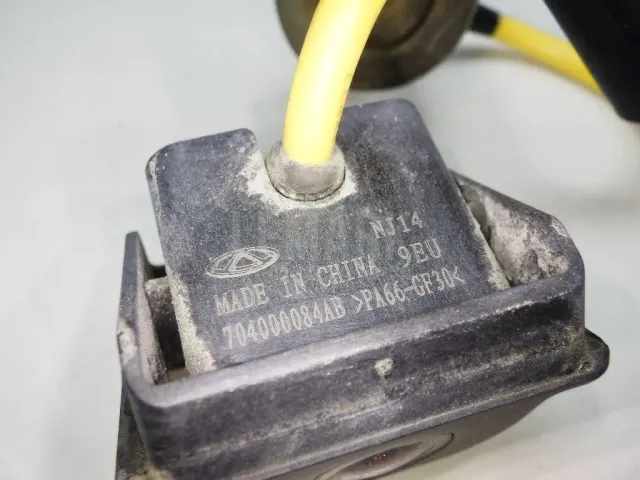 NJ14
MADE IN CHINA 9EU
704000084AB >PA66-GF30<